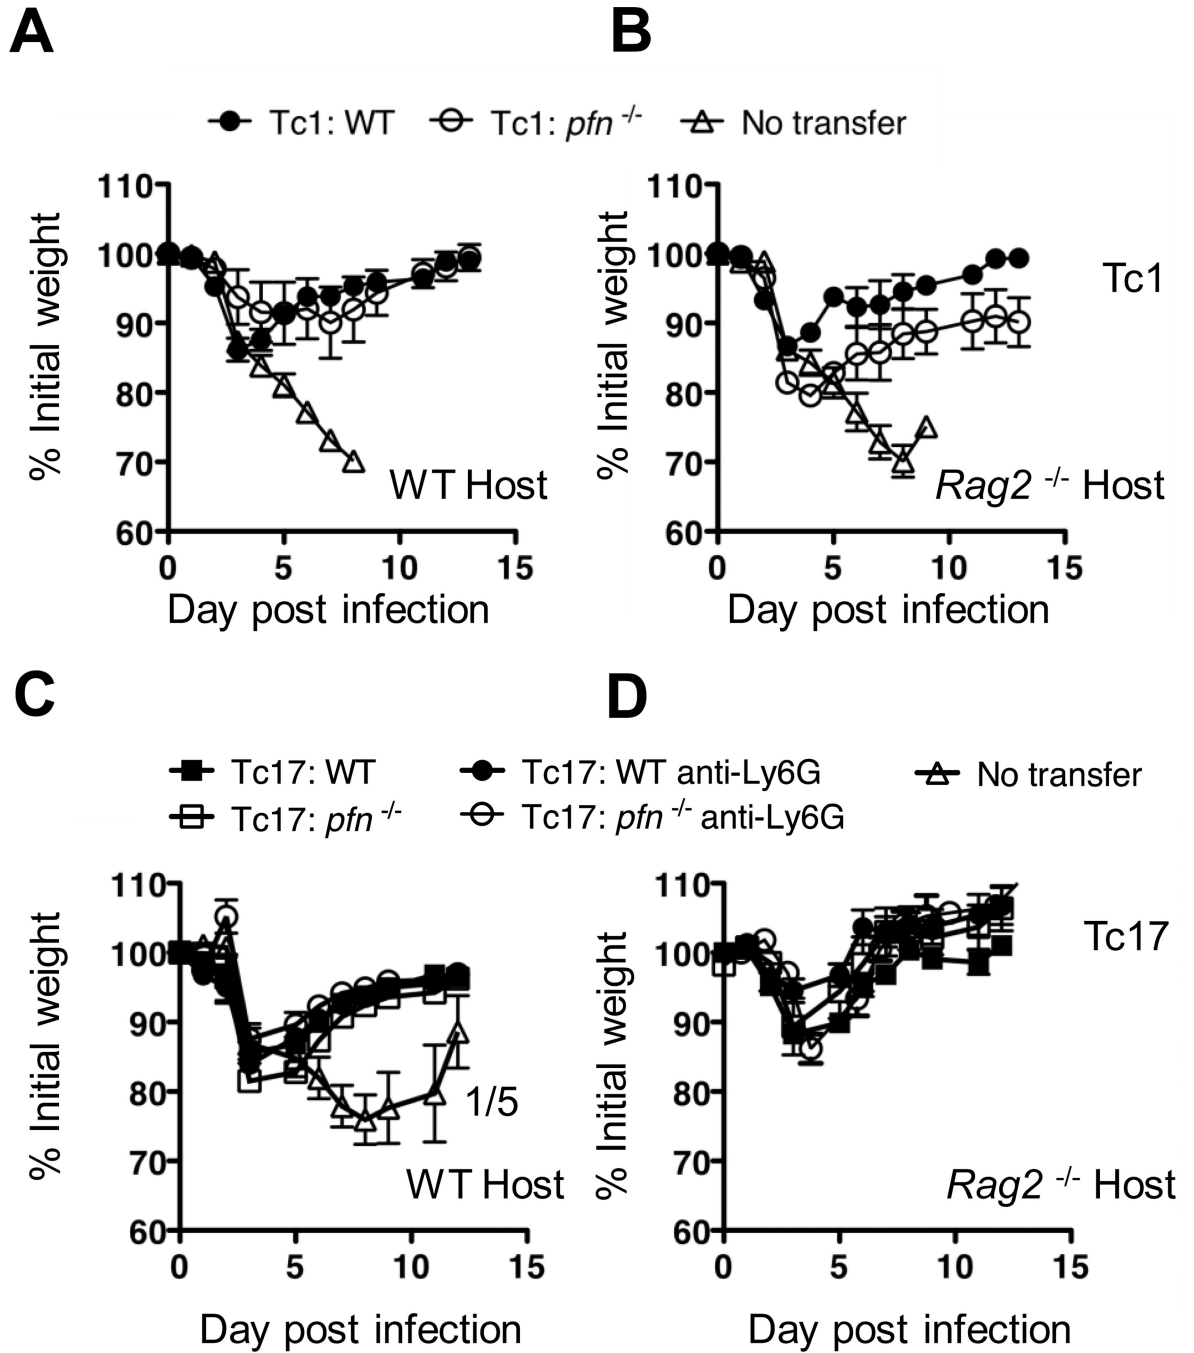 A
B
Tc1: WT
Tc1: pfn -/-
No transfer
110
100
90
80
70
60
0
5
10
15
% Initial weight
Day post infection
WT Host
110
100
90
80
70
60
0
5
10
15
% Initial weight
Day post infection
Rag2 -/- Host
Tc1
C
D
Tc17: WT
Tc17: WT anti-Ly6G
No transfer
Tc17: pfn -/-
Tc17: pfn -/- anti-Ly6G
110
100
90
80
70
60
0
5
10
15
% Initial weight
Day post infection
1/5
WT Host
110
100
90
80
70
60
0
5
10
15
% Initial weight
Day post infection
Rag2 -/- Host
Tc17